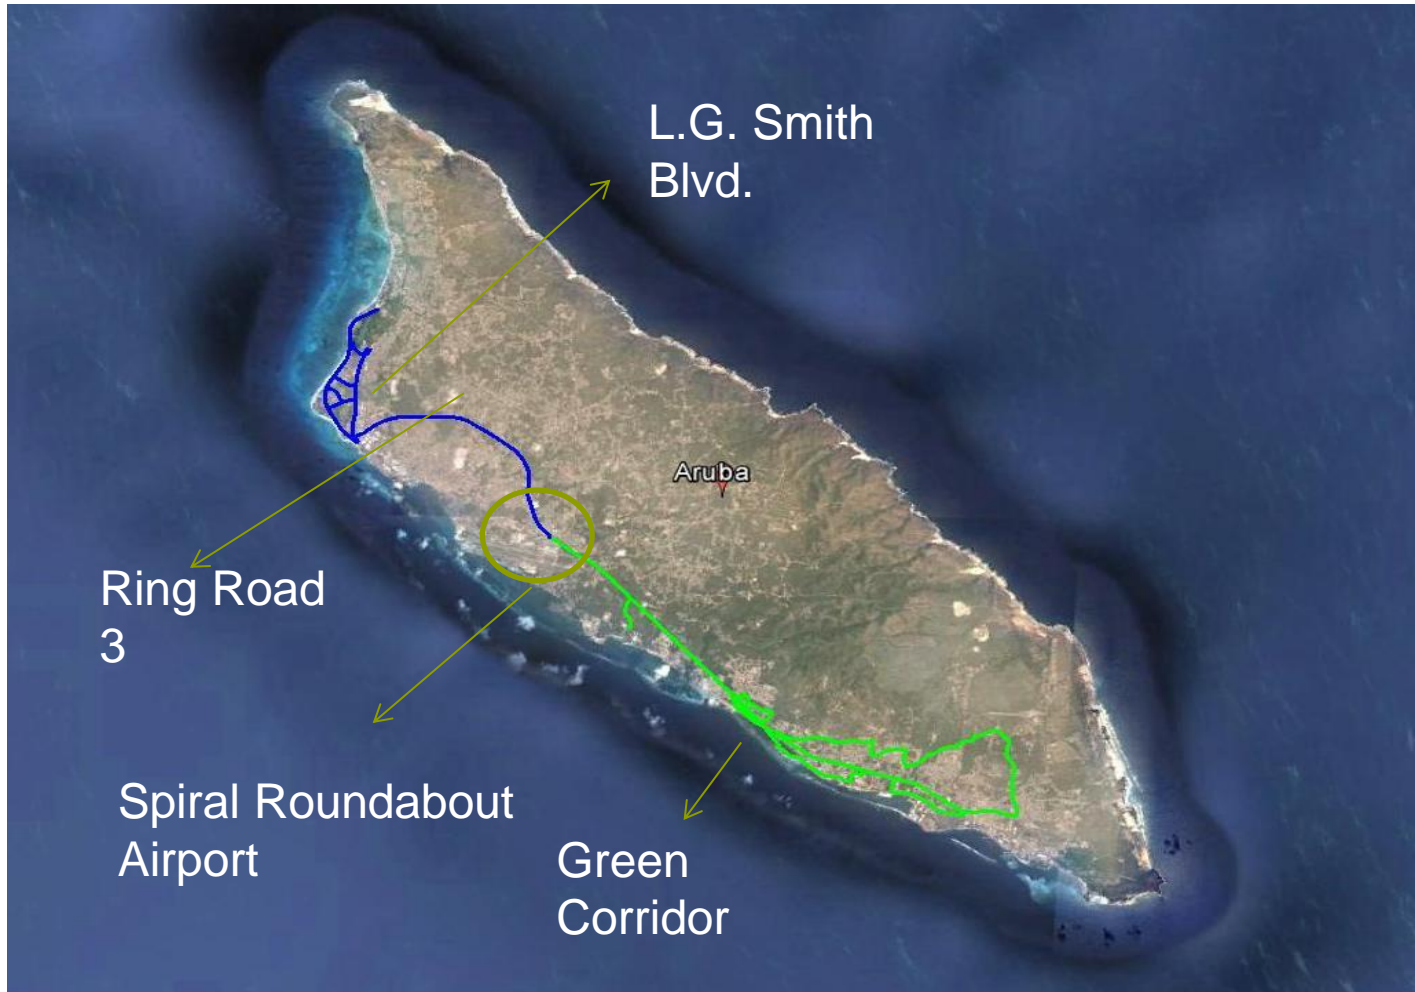 L.G. Smith
Blvd.
Aruba
Ring Road
3
Spiral Roundabout
Airport
Green
Corridor